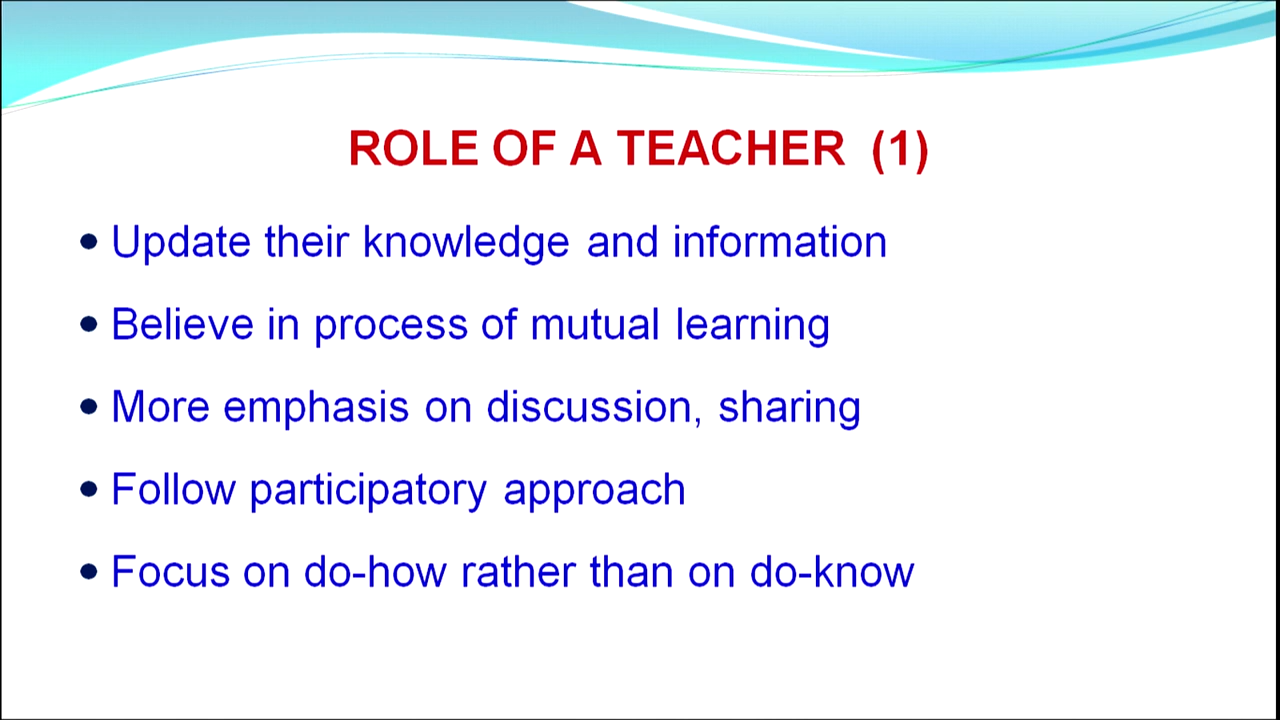 ROLE OF A TEACHER (1)
• Update their knowledge and information
• Believe in process of mutual learning
• More emphasis on discussion, sharing
• Follow participatory approach
• Focus on do-how rather than on do-know